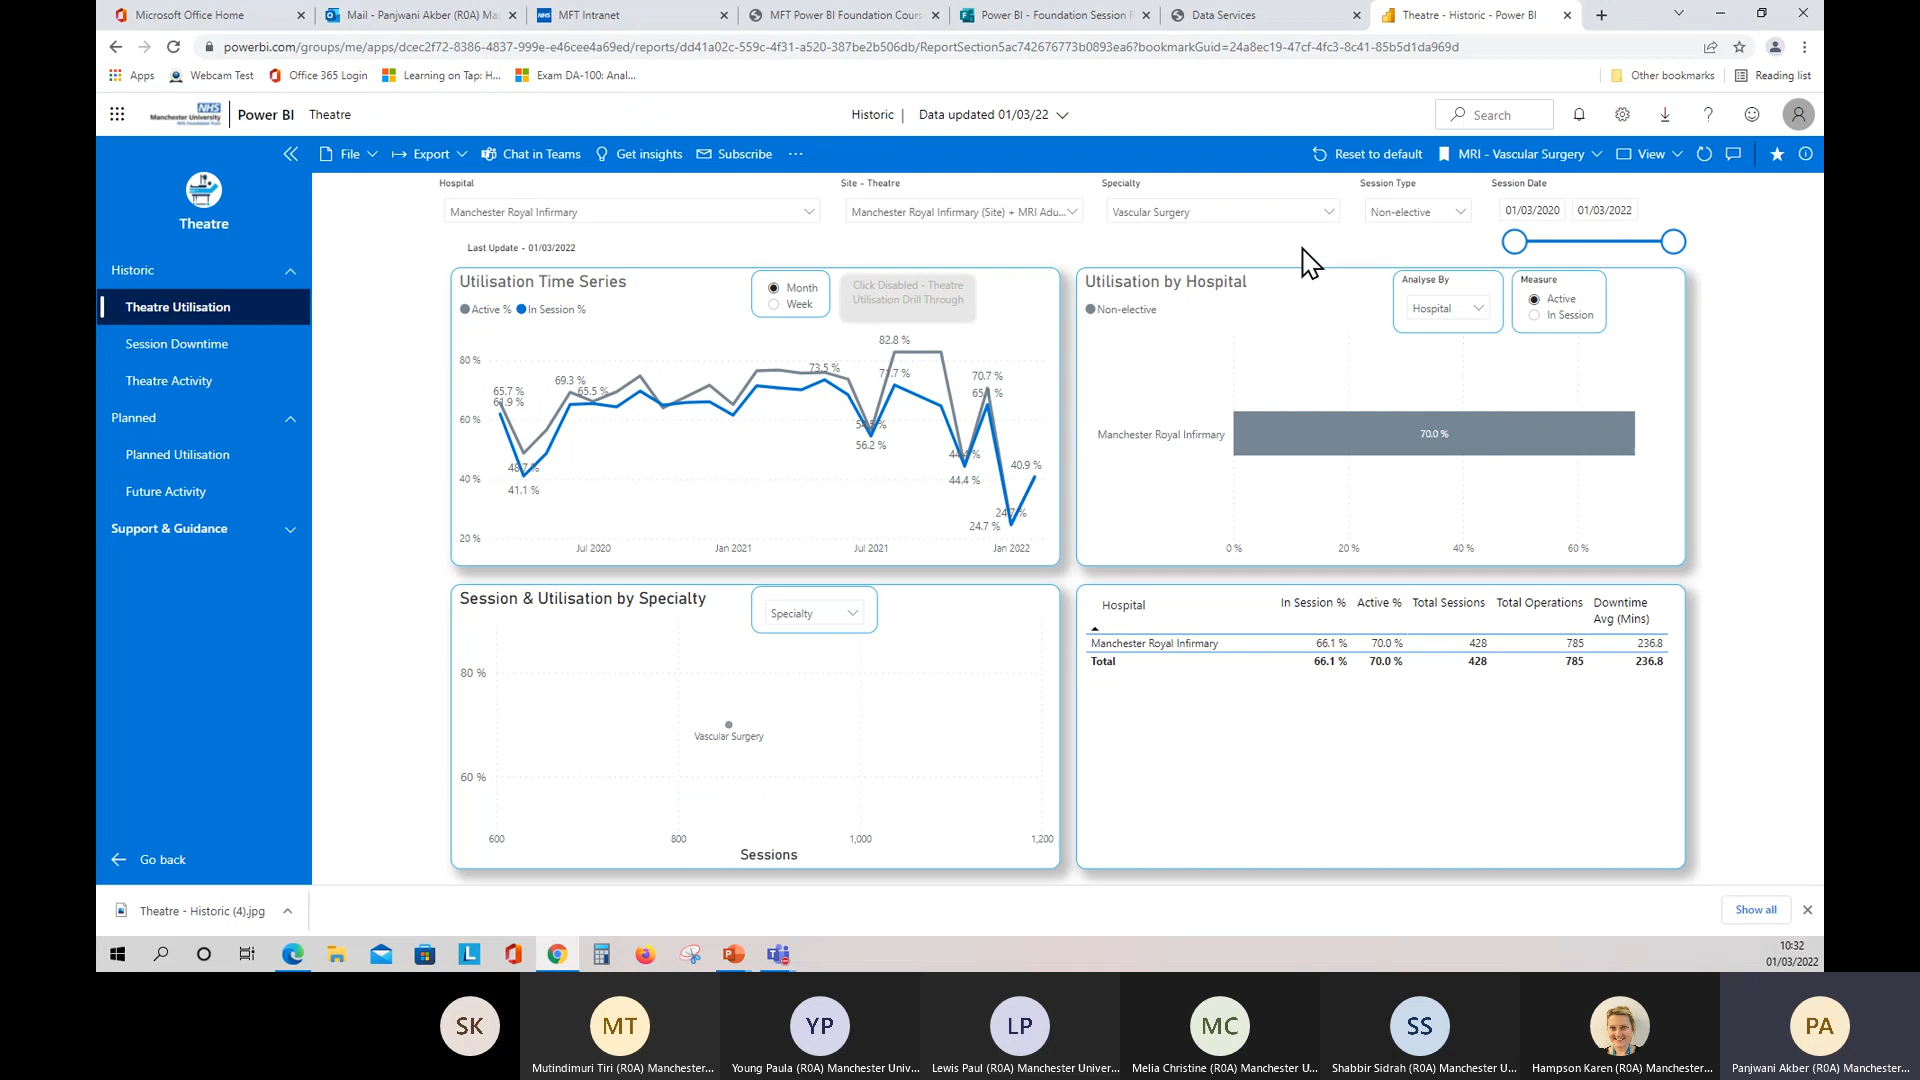 Microsoft Office Home
Mail - Panjwani Akber (R0A) Ma
MFT Intranet
MFT Power BI Foundation Cours
Power BI - Foundation Session F
Data Services
Theatre - Historic - Power BI
powerbi.com/groups/me/apps/dcec2f72-8386-4837-999e-e46cee4a69ed/reports/dd41a02c-559c-4f31-a520-387be2b506db/ReportSection5ac742676773b0893ea6?bookmarkGuid=24a8ec19-47cf-4fc3-8c41-85b5d1da969d
Apps
Webcam Test
Office 365 Login
Learning on Tap: H...
Exam DA-100: Anal...
Other bookmarks
Reading list
NHS
Manchester University
NHS Foundation Trust
Power BI
Theatre
Historic | Data updated 01/03/22
Search
File
Export
Chat in Teams
Get insights
Subscribe
Reset to default
MRI - Vascular Surgery
View
Theatre
Historic
Theatre Utilisation
Session Downtime
Theatre Activity
Planned
Planned Utilisation
Future Activity
Support & Guidance
Go back
Hospital
Manchester Royal Infirmary
Site - Theatre
Manchester Royal Infirmary (Site) + MRI Adu...
Specialty
Vascular Surgery
Session Type
Non-elective
Session Date
01/03/2020
01/03/2022
Last Update - 01/03/2022
Utilisation Time Series
Active % In Session %
Month
Week
Click Disabled - Theatre
Utilisation Drill Through
80 %
60 %
40 %
20 %
65.7 %
61.9 %
48.7 %
41.1 %
69.3 %
65.5 %
73.5 %
56.2 %
82.8 %
71.7 %
44.4 %
70.7 %
24.7 %
24.7 %
40.9 %
Jul 2020
Jan 2021
Jul 2021
Jan 2022
Utilisation by Hospital
Non-elective
Analyse By
Hospital
Measure
Active
In Session
Manchester Royal Infirmary
70.0 %
0 %
20 %
40 %
60 %
Session & Utilisation by Specialty
Specialty
80 %
60 %
Vascular Surgery
600
800
1,000
1,200
Sessions
Hospital In Session % Active % Total Sessions Total Operations Downtime
Avg (Mins)
Manchester Royal Infirmary 66.1 % 70.0 % 428 785 236.8
Total 66.1 % 70.0 % 428 785 236.8
Theatre - Historic (4).jpg
Show all
10:32
01/03/2022
SK
MT
YP
LP
MC
SS
PA
Mutindimuri Tiri (R0A) Manchester...
Young Paula (R0A) Manchester Univ...
Lewis Paul (R0A) Manchester Univer...
Melia Christine (R0A) Manchester U...
Shabbir Sidrah (R0A) Manchester U...
Hampson Karen (R0A) Manchester...
Panjwani Akber (R0A) Manchester...